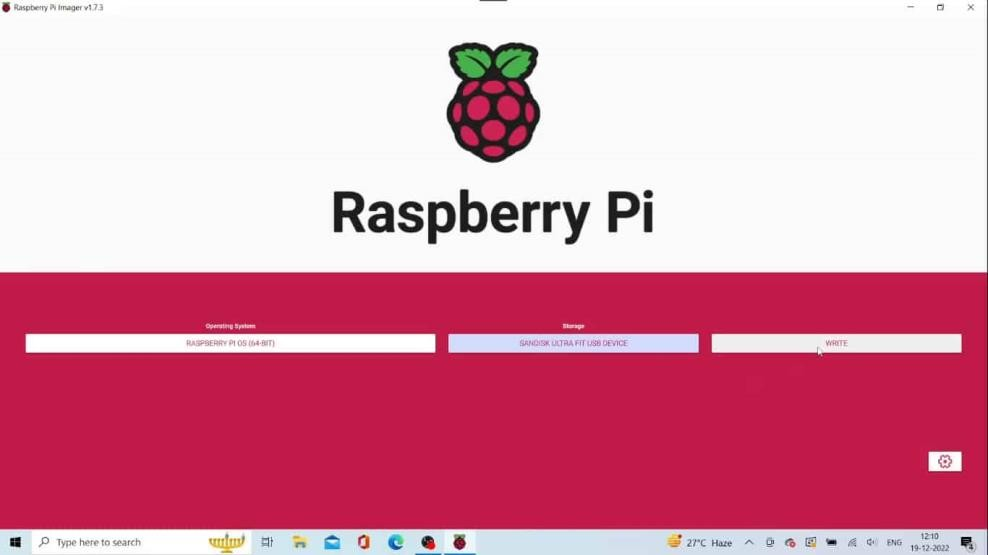 Raspberry Pi Imager v1.7.3
Raspberry Pi
Operating System
Storage
RASPBERRY PI OS (64-BIT)
SANDISK ULTRA FIT USB DEVICE
WRITE
Type here to search
27°C Haze
ENG
12:10
19-12-2022
4